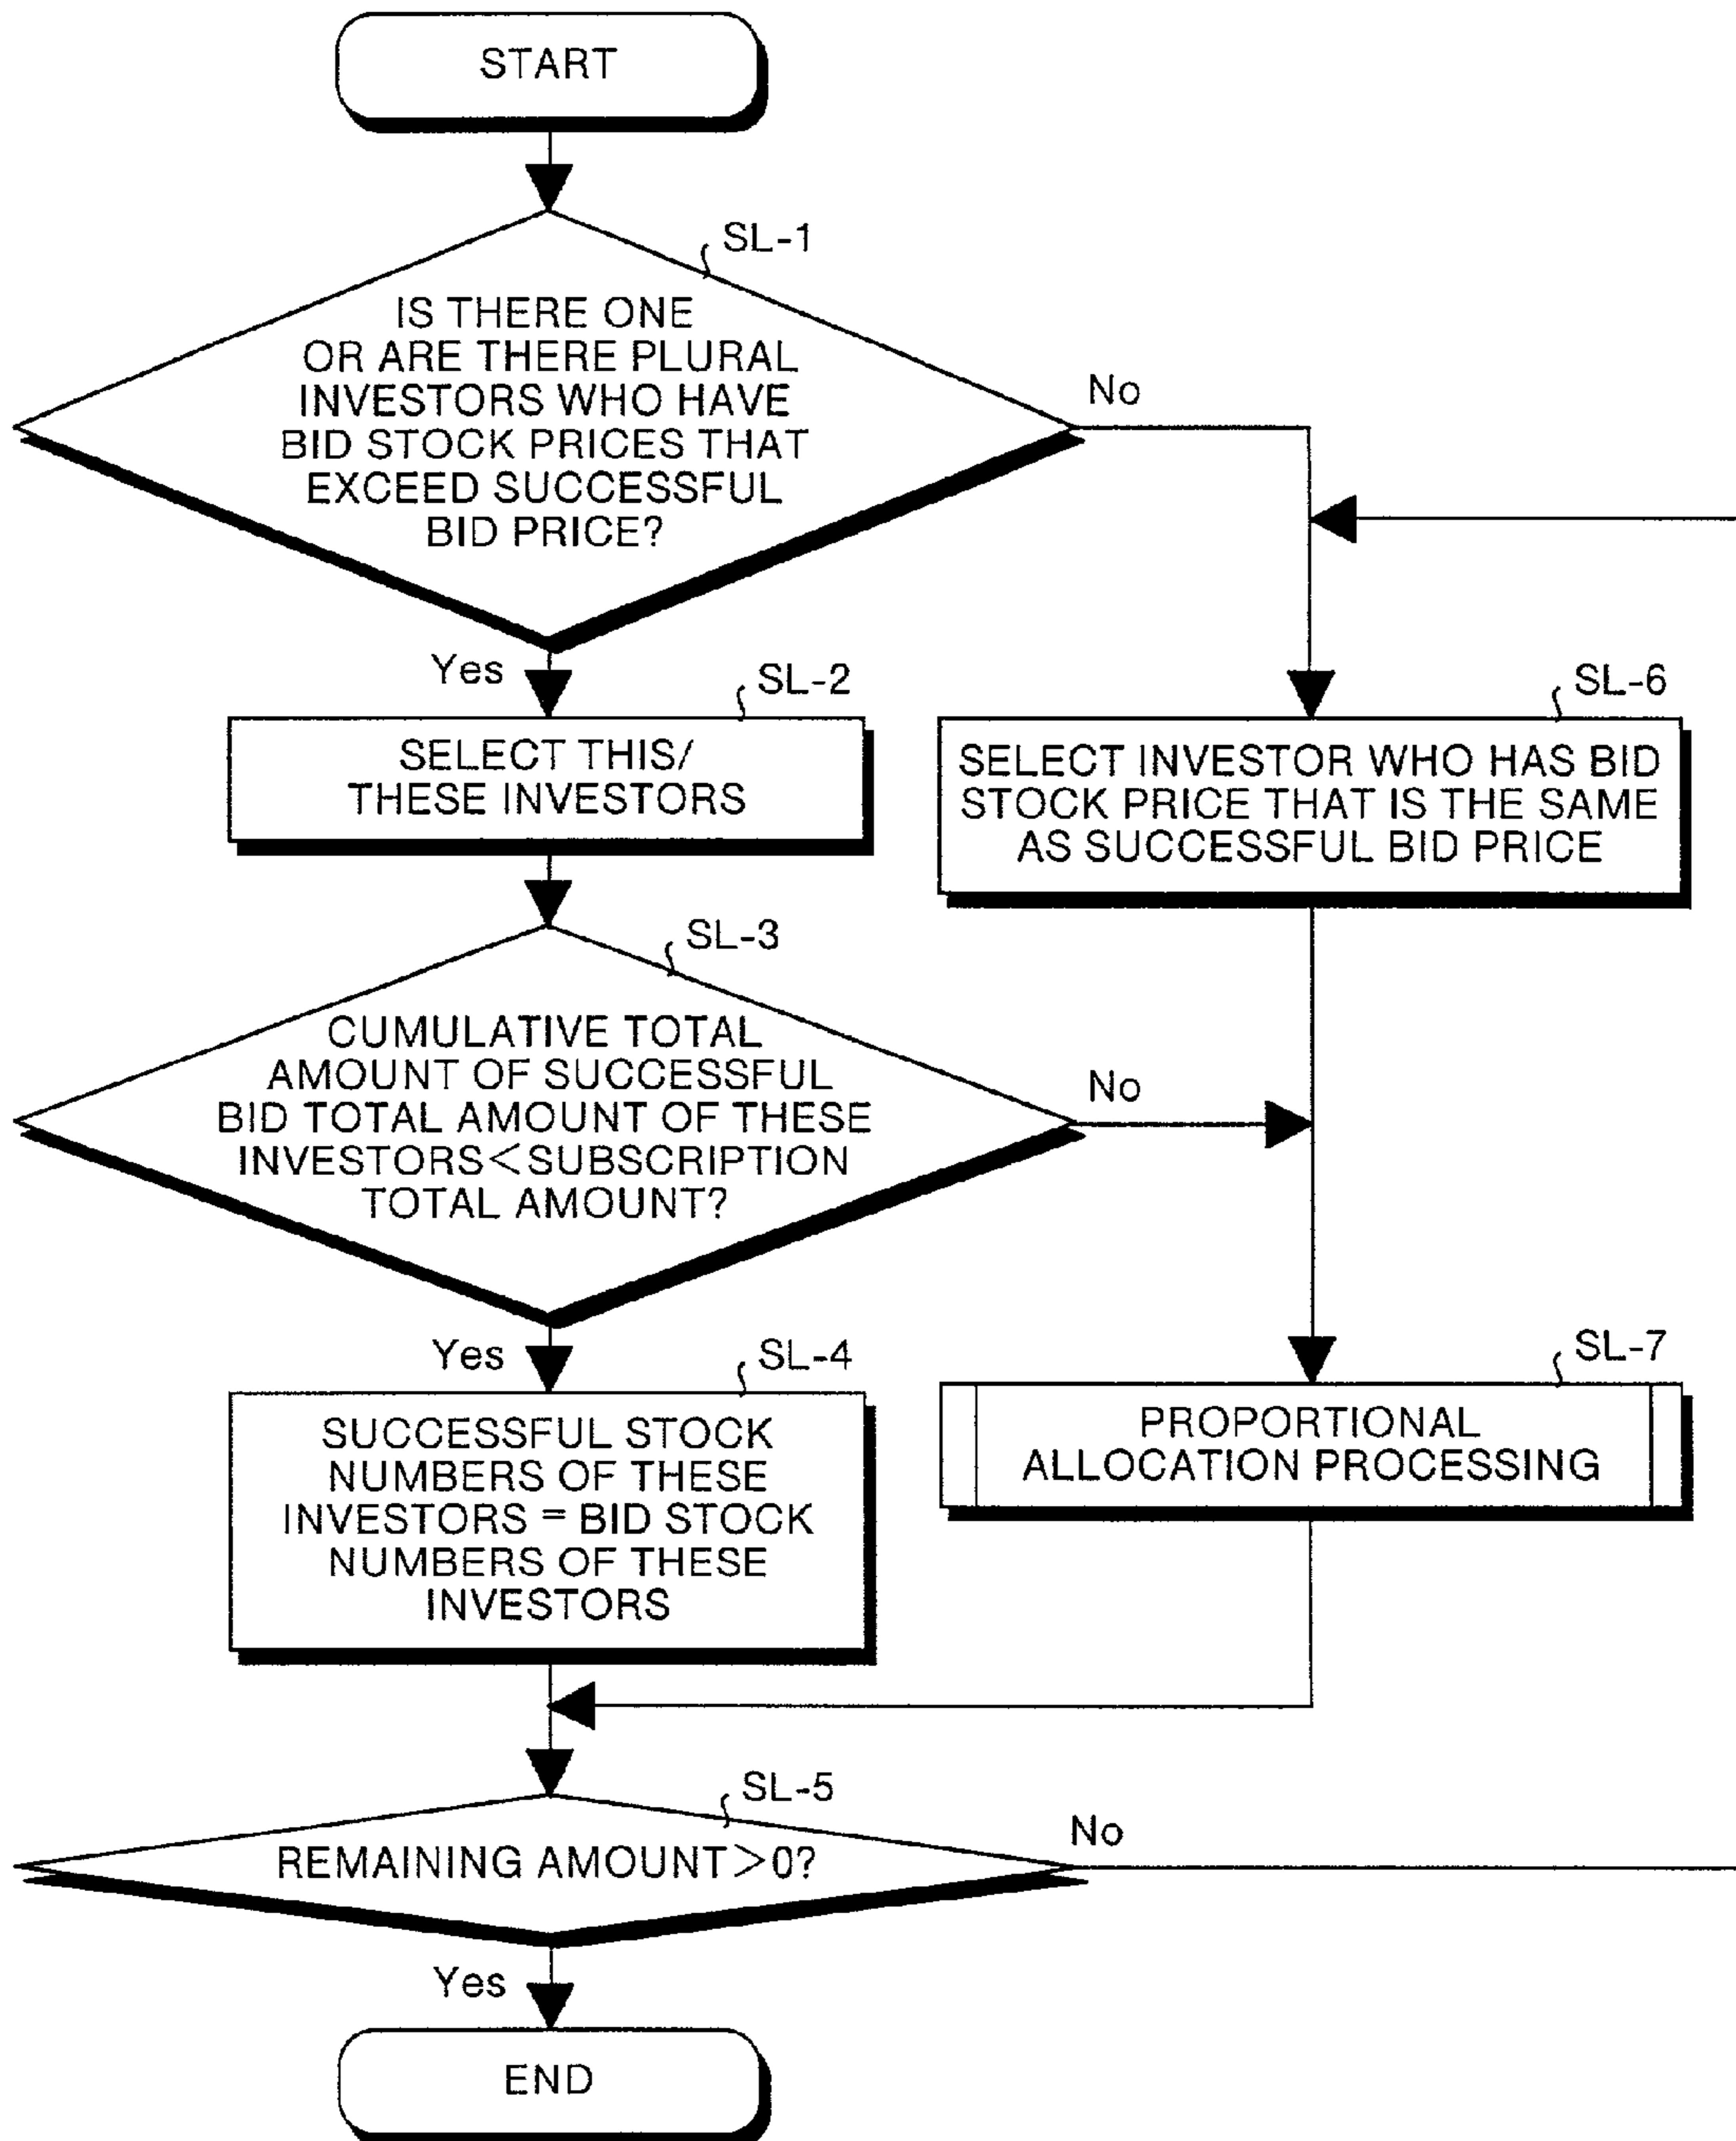 START
SL-1
IS THERE ONE
OR ARE THERE PLURAL
INVESTORS WHO HAVE
BID STOCK PRICES THAT
EXCEED SUCCESSFUL
BID PRICE?
No
Yes
SL-2
SELECT THIS/
THESE INVESTORS
SL-6
SELECT INVESTOR WHO HAS BID
STOCK PRICE THAT IS THE SAME
AS SUCCESSFUL BID PRICE
SL-3
CUMULATIVE TOTAL
AMOUNT OF SUCCESSFUL
BID TOTAL AMOUNT OF THESE
INVESTORS<SUBSCRIPTION
TOTAL AMOUNT?
No
Yes
SL-4
SUCCESSFUL STOCK
NUMBERS OF THESE
INVESTORS = BID STOCK
NUMBERS OF THESE
INVESTORS
SL-7
PROPORTIONAL
ALLOCATION PROCESSING
SL-5
REMAINING AMOUNT>0?
No
Yes
END